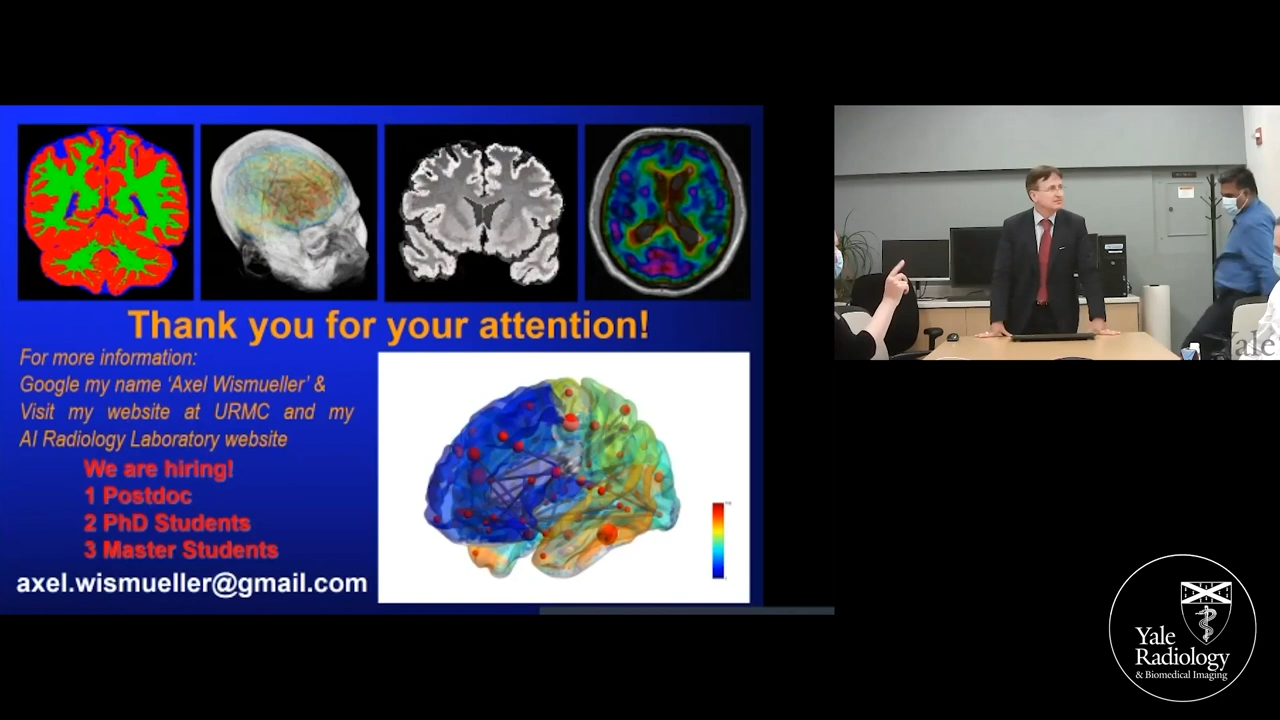 Thank you for your attention!
For more information:
Google my name ‘Axel Wismueller’ &
Visit my website at URMC and my
AI Radiology Laboratory website
We are hiring!
1 Postdoc
2 PhD Students
3 Master Students
axel.wismueller@gmail.com
Yale
Yale
Radiology
& Biomedical Imaging